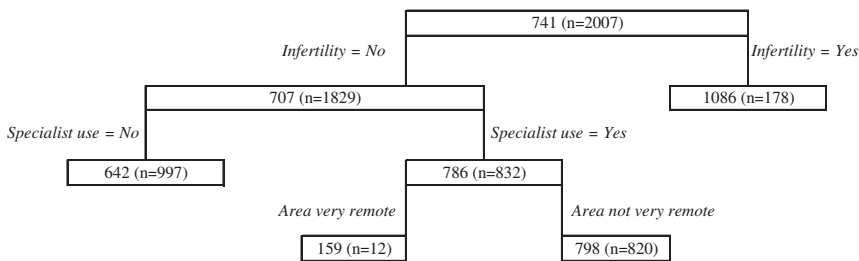 741 (n=2007)
Infertility = No
Infertility = Yes
707 (n=1829)
1086 (n=178)
Specialist use = No
Specialist use = Yes
642 (n=997)
786 (n=832)
Area very remote
Area not very remote
159 (n=12)
798 (n=820)